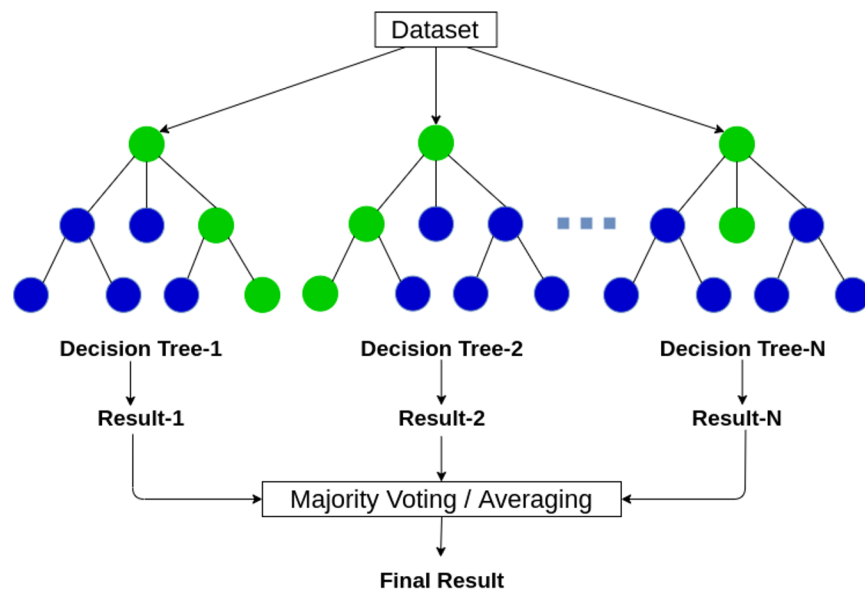 Dataset
Decision Tree-1
Decision Tree-2
Decision Tree-N
Result-1
Result-2
Result-N
Majority Voting / Averaging
Final Result